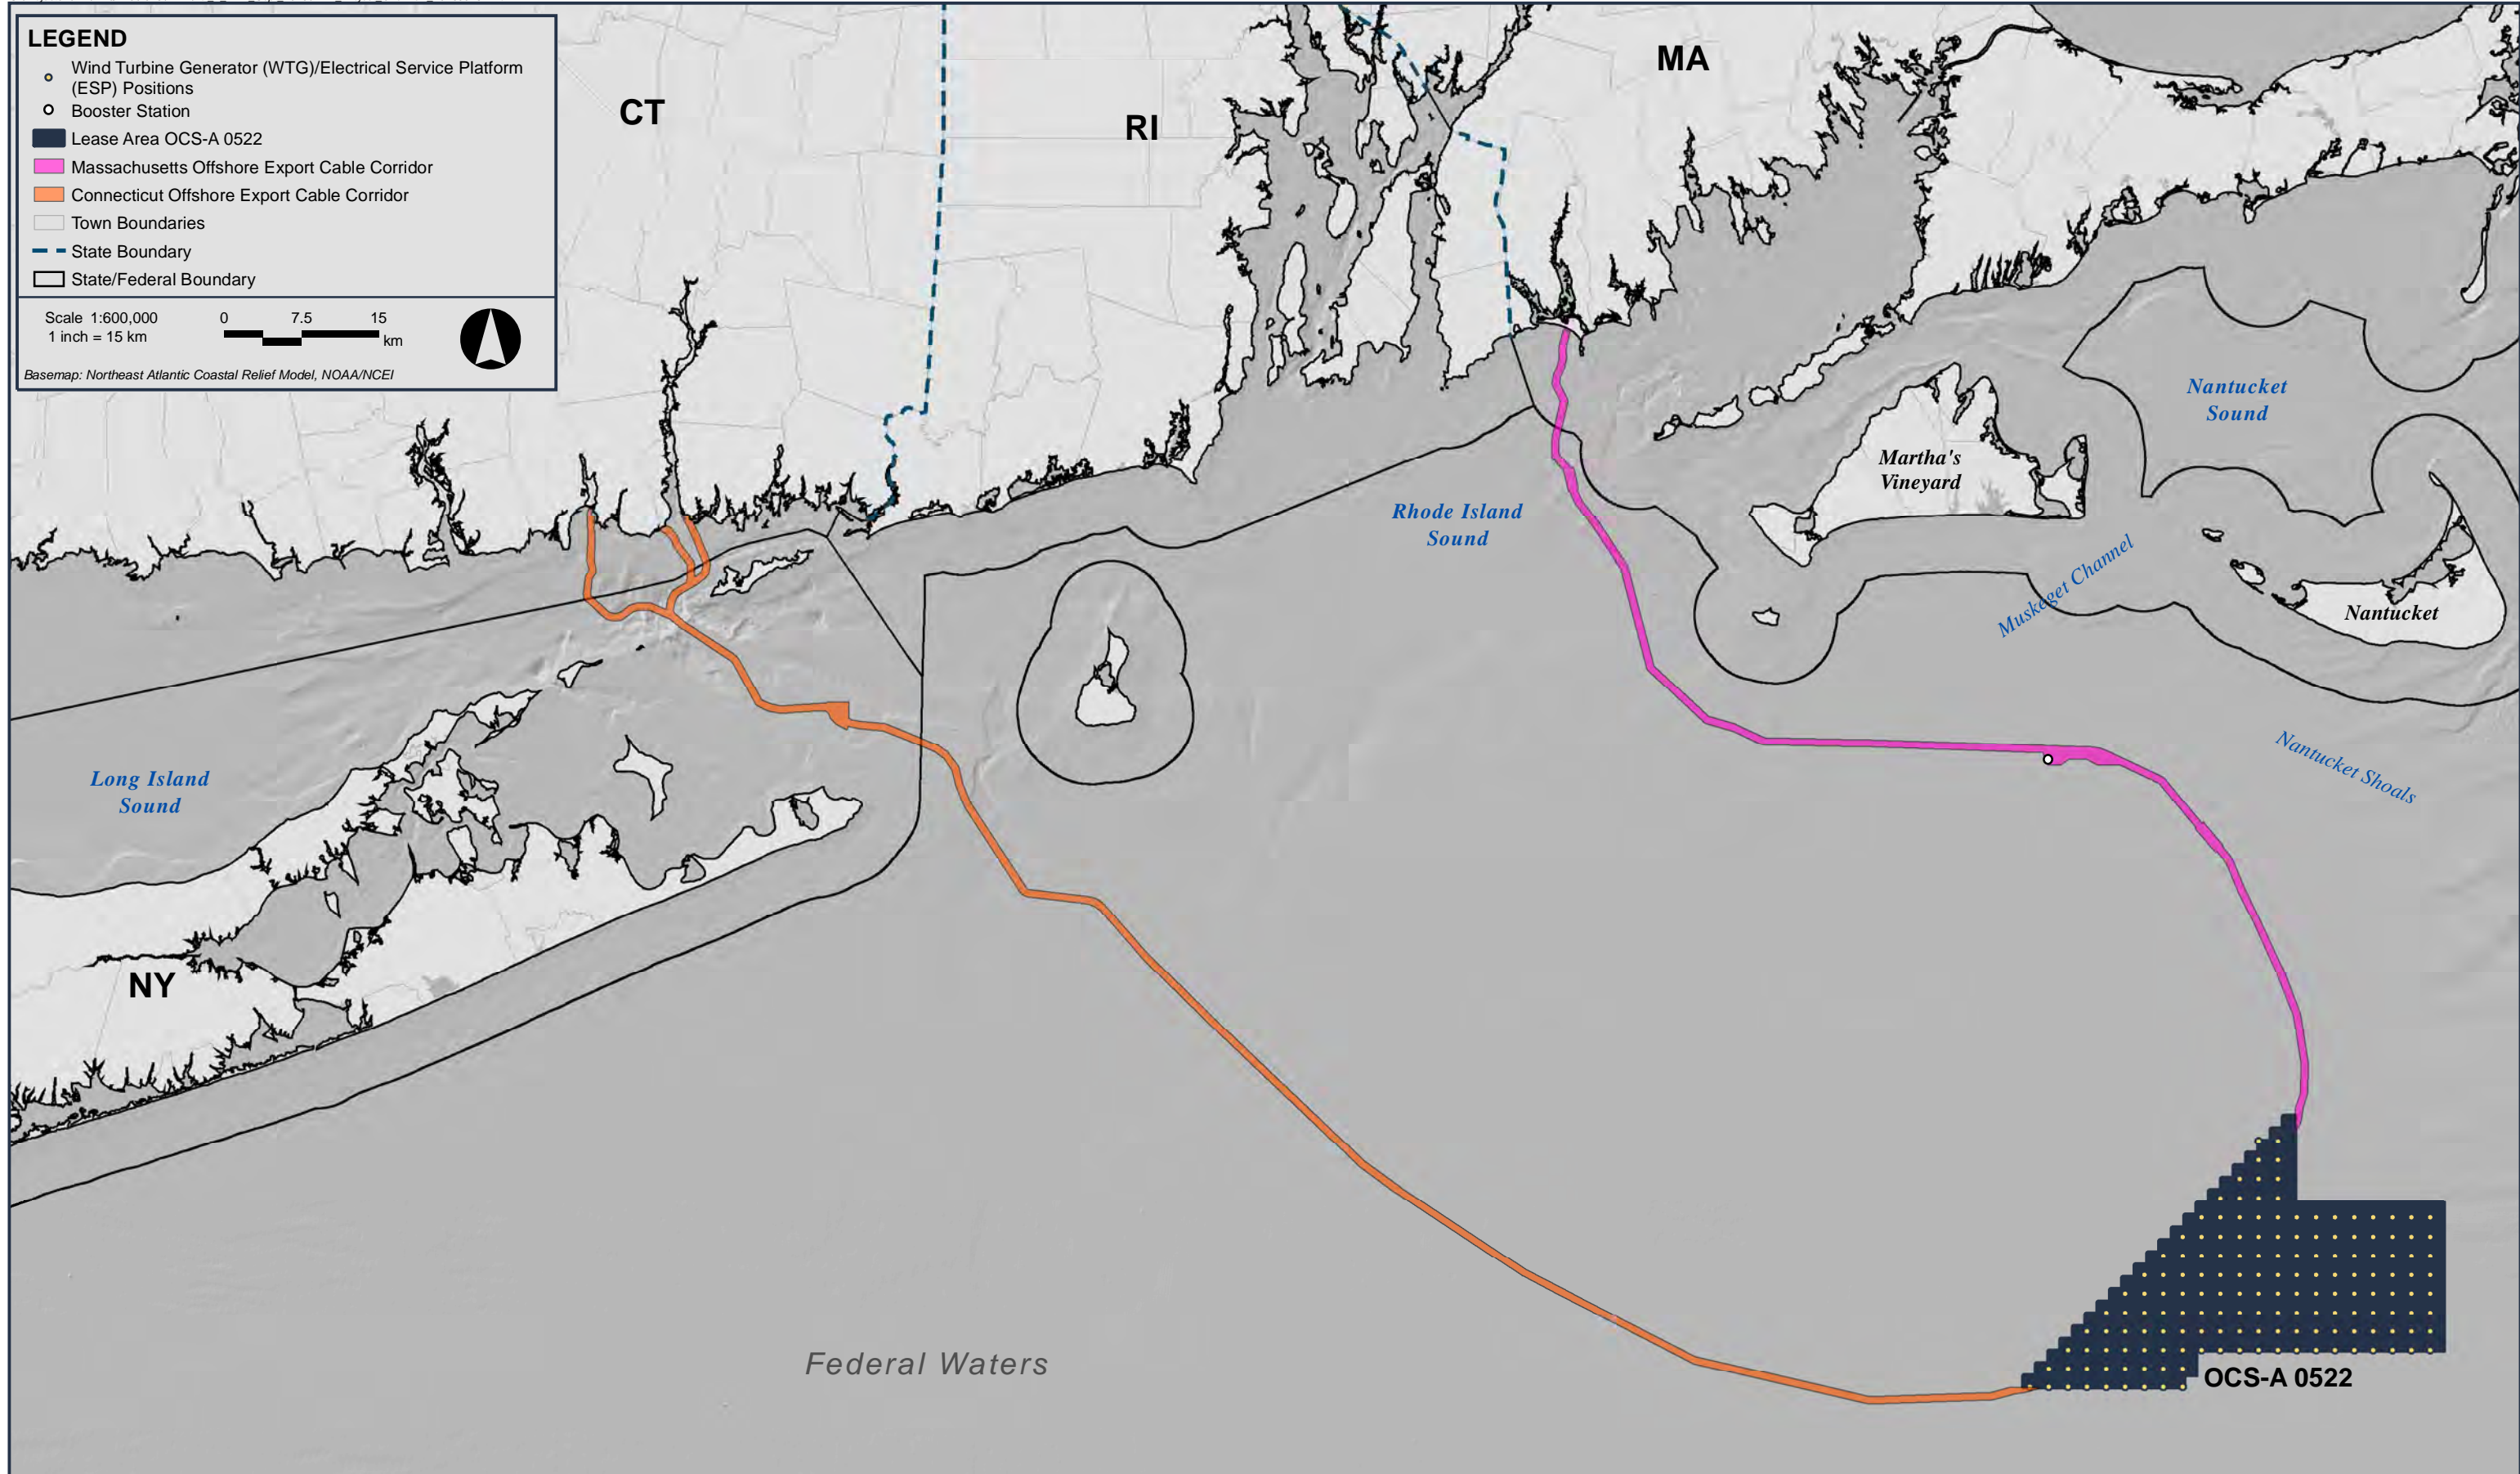 LEGEND
Wind Turbine Generator (WTG)/Electrical Service Platform
(ESP) Positions
Booster Station
Lease Area OCS-A 0522
Massachusetts Offshore Export Cable Corridor
Connecticut Offshore Export Cable Corridor
Town Boundaries
State Boundary
State/Federal Boundary
Scale 1:600,000
1 inch = 15 km
0 7.5 15
km
Basemap: Northeast Atlantic Coastal Relief Model, NOAA/NCEI
CT
RI
MA
Nantucket
Sound
Martha's
Vineyard
Rhode Island
Sound
Muskeget Channel
Nantucket
Nantucket Shoals
Long Island
Sound
NY
Federal Waters
OCS-A 0522